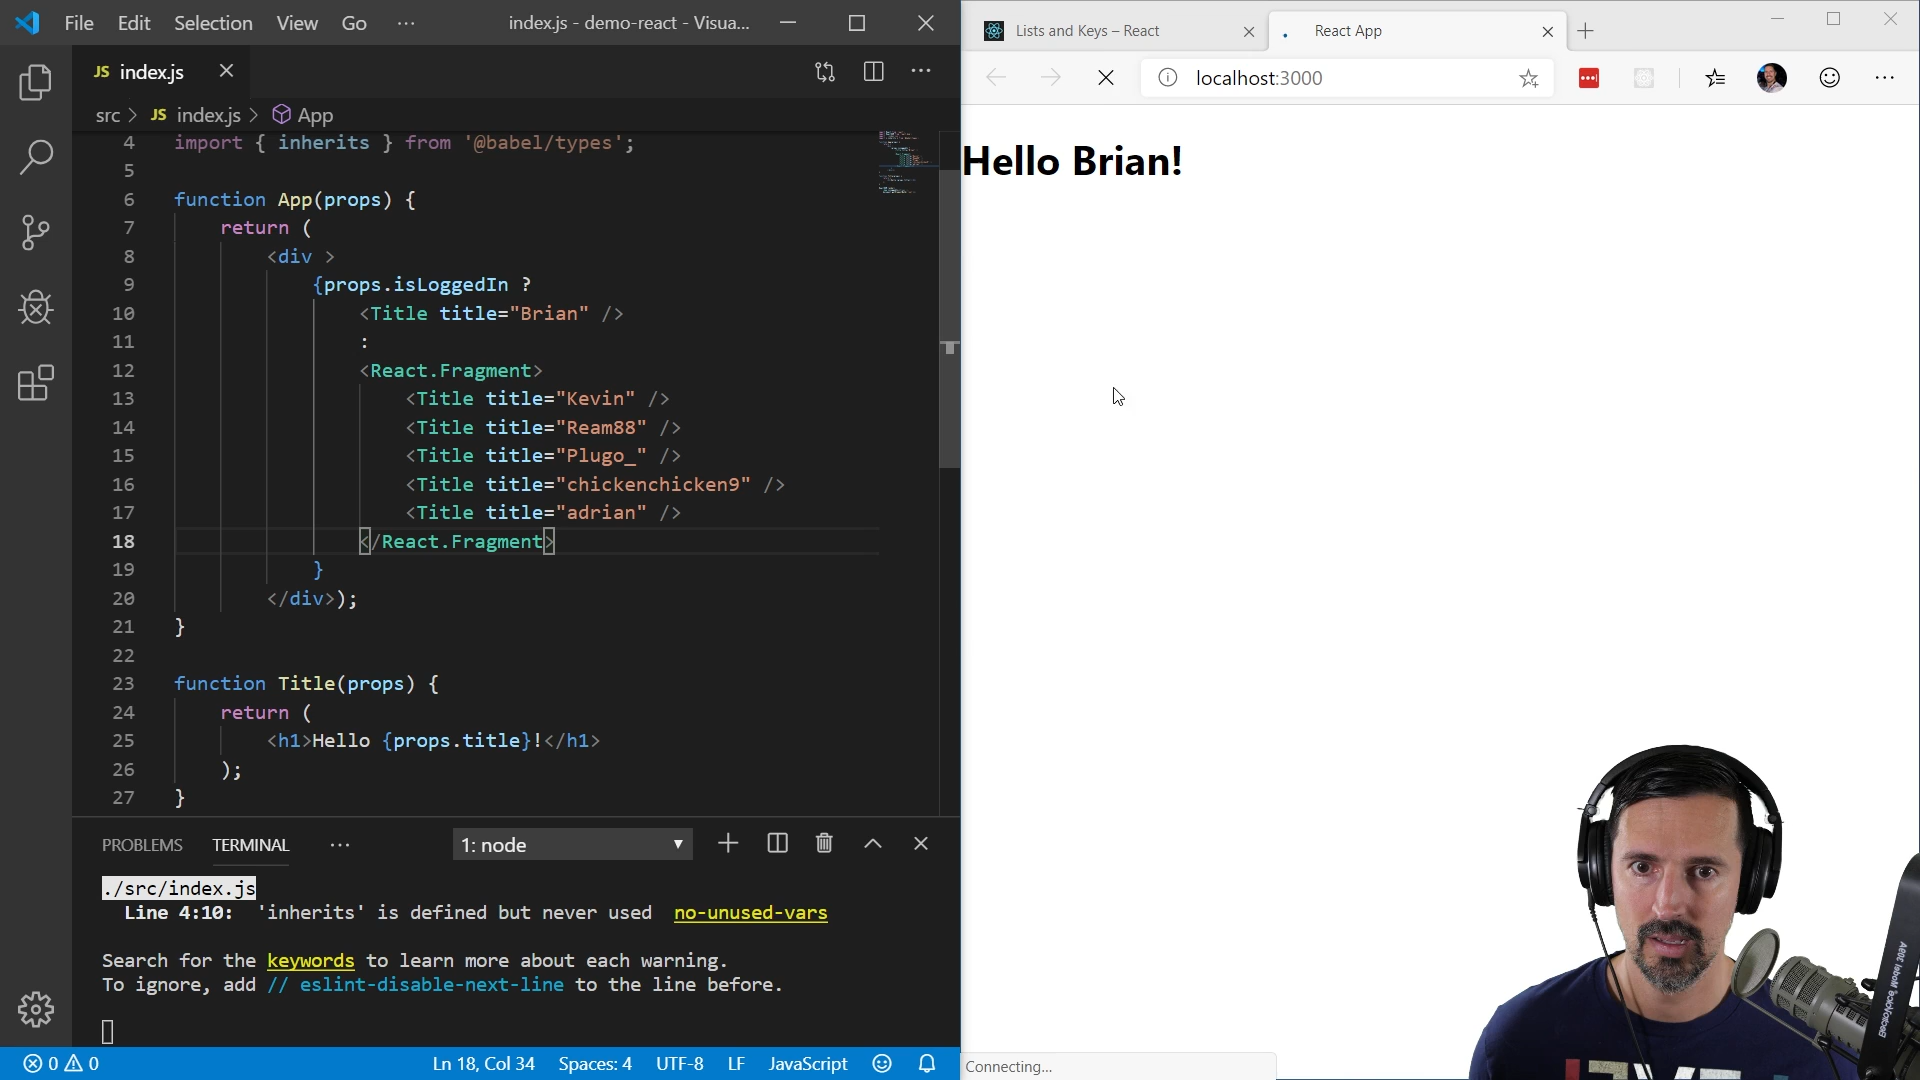 File Edit Selection View Go ··· index.js - demo-react - Visua...
JS index.js
src > JS index.js > App
4 import { inherits } from '@babel/types';
5
6 function App(props) {
7 return (
8 <div >
9 {props.isLoggedIn ?
10 <Title title="Brian" />
11 :
12 <React.Fragment>
13 <Title title="Kevin" />
14 <Title title="Ream88" />
15 <Title title="Plugo_" />
16 <Title title="chickenchicken9" />
17 <Title title="adrian" />
18 </React.Fragment>
19 }
20 </div>);
21 }
22
23 function Title(props) {
24 return (
25 <h1>Hello {props.title}!</h1>
26 );
27 }
PROBLEMS TERMINAL ··· 1: node
./src/index.js
Line 4:10: 'inherits' is defined but never used no-unused-vars
Search for the keywords to learn more about each warning.
To ignore, add // eslint-disable-next-line to the line before.
0 0 Ln 18, Col 34 Spaces: 4 UTF-8 LF JavaScript
Lists and Keys – React React App
localhost:3000
Hello Brian!
Connecting...